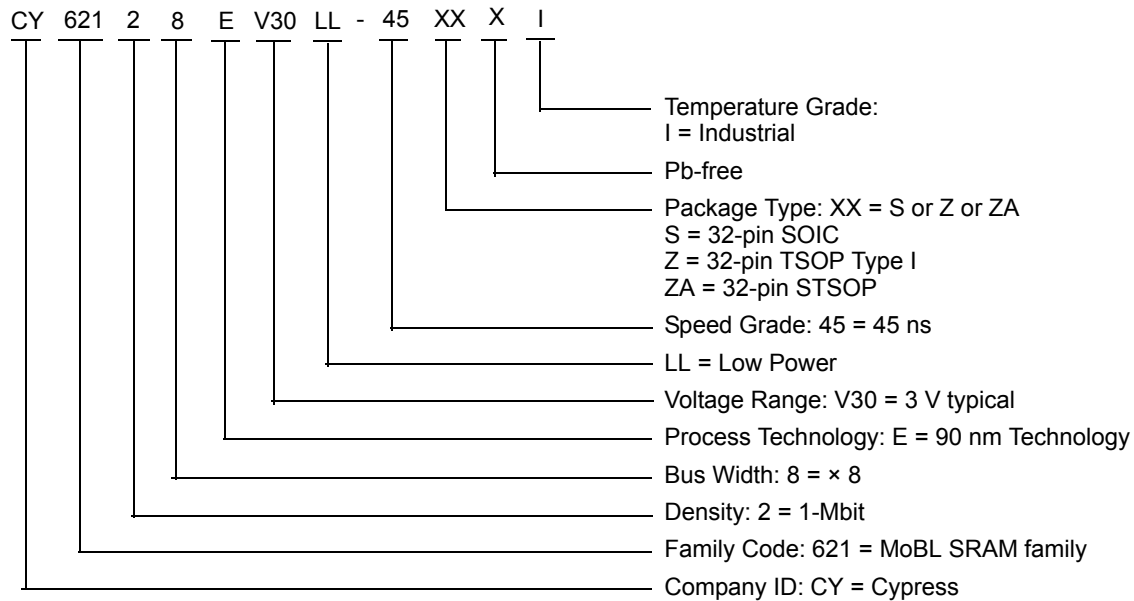 CY 621 2 8 E V30 LL - 45 XX X I
Temperature Grade:
I = Industrial
Pb-free
Package Type: XX = S or Z or ZA
S = 32-pin SOIC
Z = 32-pin TSOP Type I
ZA = 32-pin STSOP
Speed Grade: 45 = 45 ns
LL = Low Power
Voltage Range: V30 = 3 V typical
Process Technology: E = 90 nm Technology
Bus Width: 8 = × 8
Density: 2 = 1-Mbit
Family Code: 621 = MoBL SRAM family
Company ID: CY = Cypress